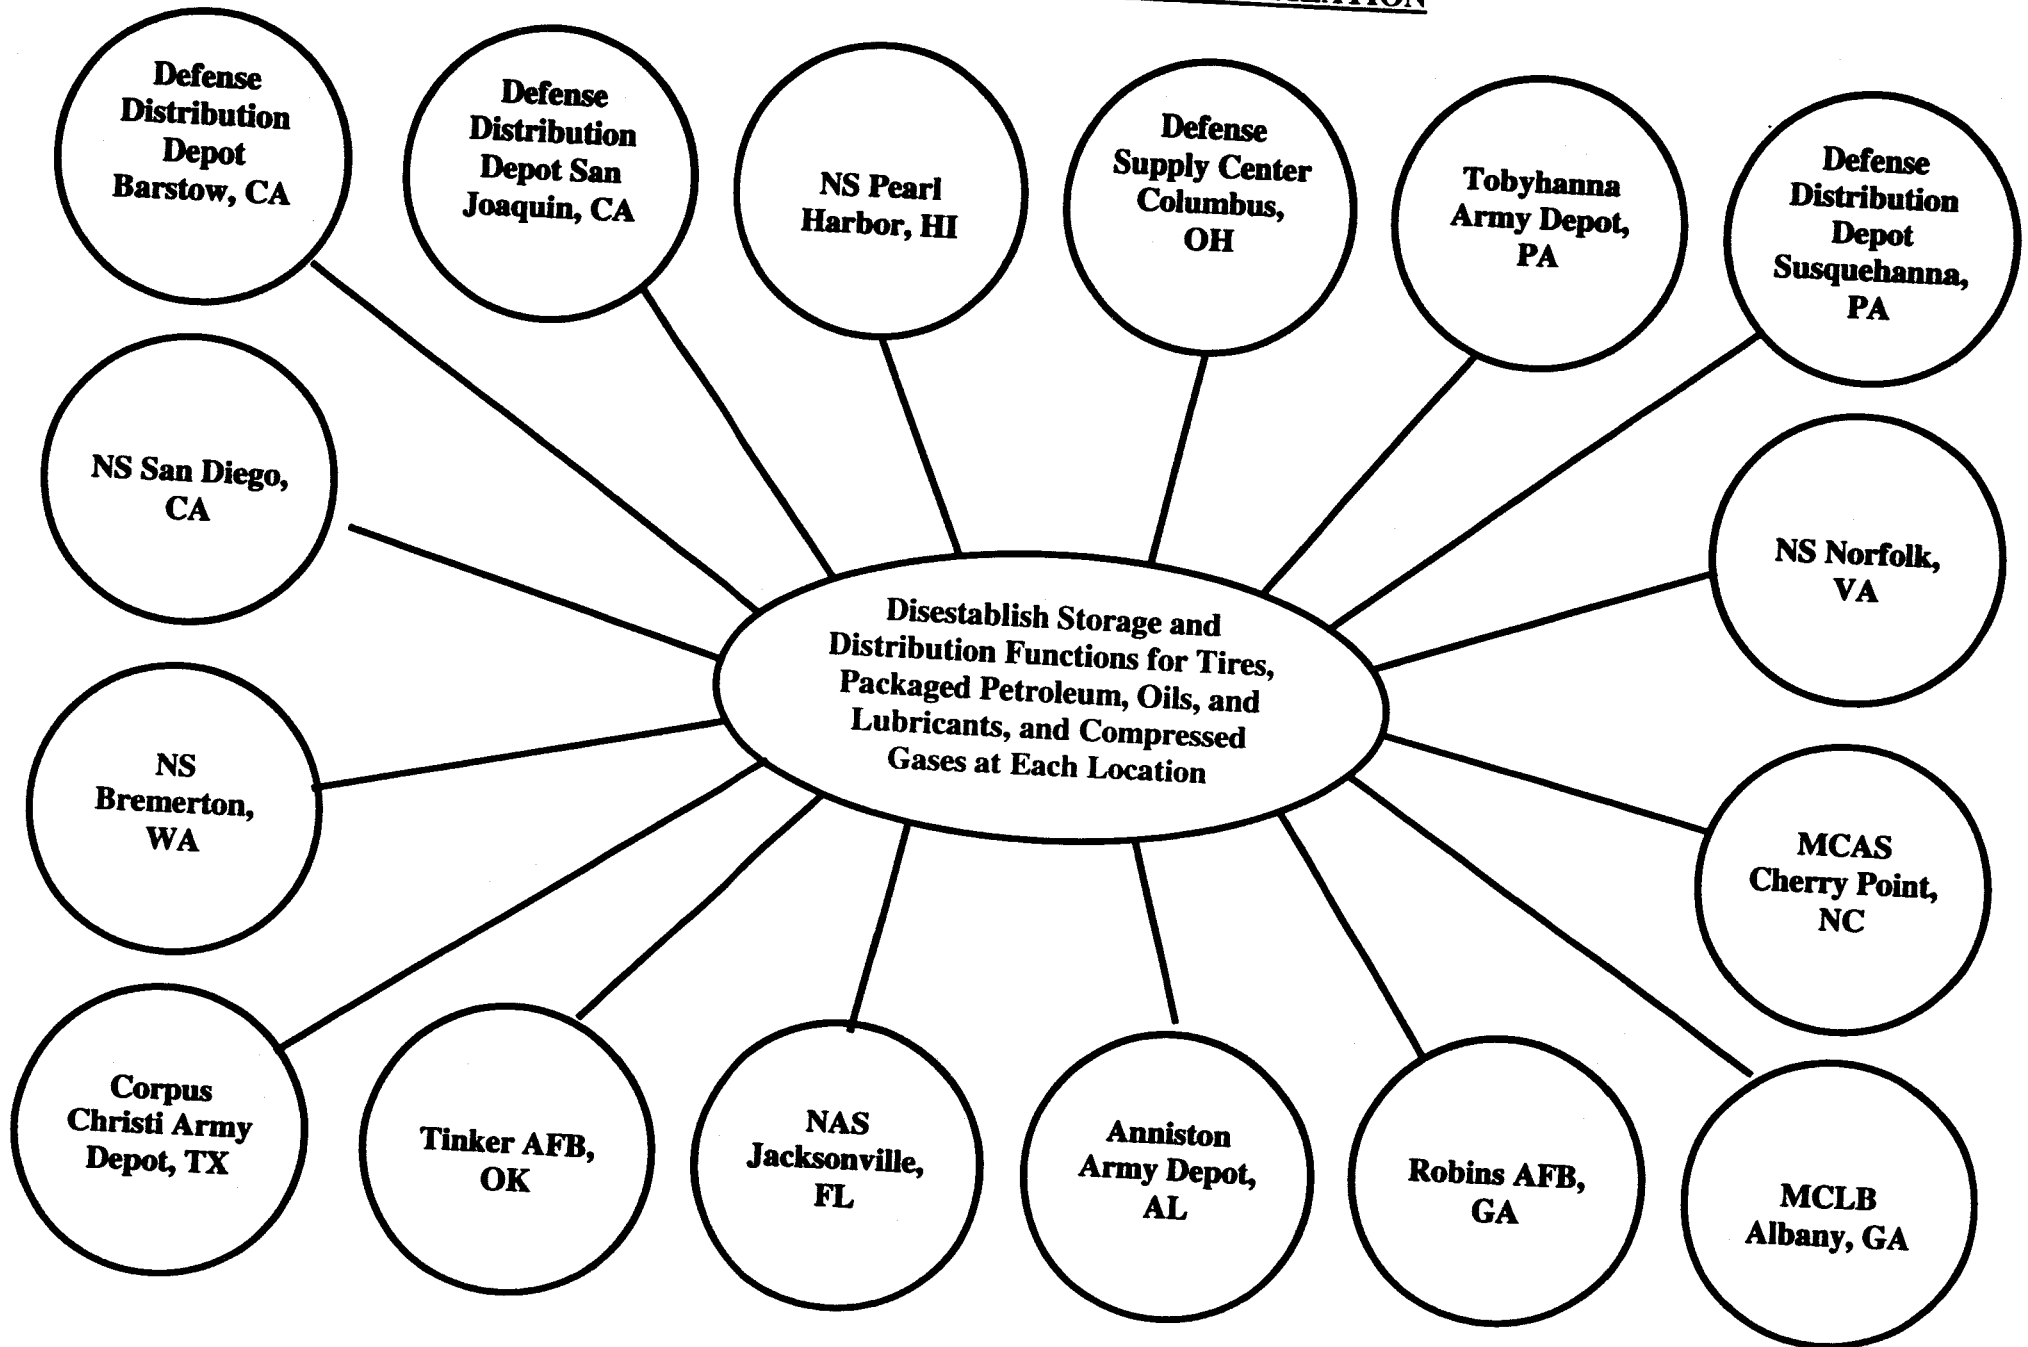 Defense
Distribution
Depot
Barstow, CA
Defense
Distribution
Depot San
Joaquin, CA
NS Pearl
Harbor, HI
Defense
Supply Center
Columbus,
OH
Tobyhanna
Army Depot,
PA
Defense
Distribution
Depot
Susquehanna,
PA
NS San Diego,
CA
NS Norfolk,
VA
Disestablish Storage and
Distribution Functions for Tires,
Packaged Petroleum, Oils, and
Lubricants, and Compressed
Gases at Each Location
NS
Bremerton,
WA
MCAS
Cherry Point,
NC
Corpus
Christi Army
Depot, TX
Tinker AFB,
OK
NAS
Jacksonville,
FL
Anniston
Army Depot,
AL
Robins AFB,
GA
MCLB
Albany, GA